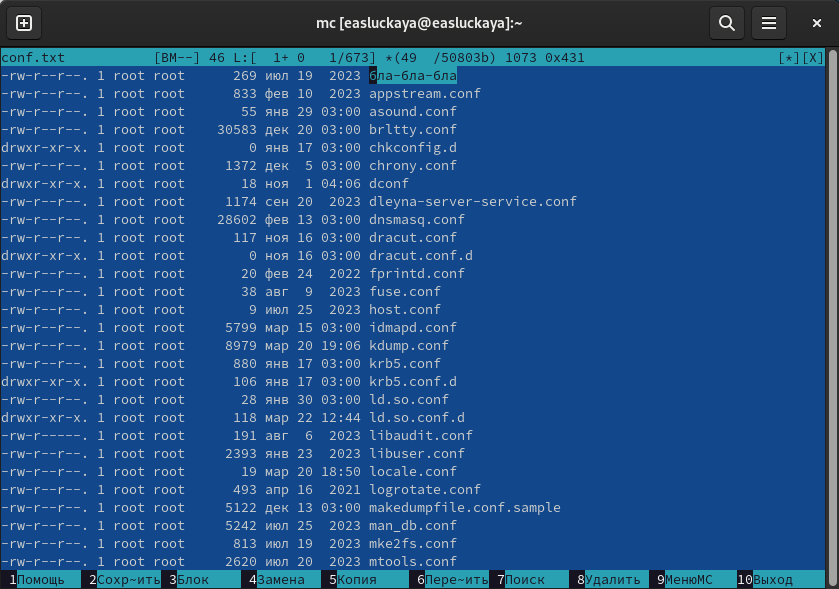 mc [easluckaya@easluckaya]:~
conf.txt [BM--] 46 L:[ 1+ 0 1/673] *(49 /50803b) 1073 0x431 [*][X]
-rw-r--r--. 1 root root 269 июл 19 2023 бла-бла-бла
-rw-r--r--. 1 root root 833 фев 10 2023 appstream.conf
-rw-r--r--. 1 root root 55 янв 29 03:00 asound.conf
-rw-r--r--. 1 root root 30583 дек 20 03:00 brltty.conf
drwxr-xr-x. 1 root root 0 янв 17 03:00 chkconfig.d
-rw-r--r--. 1 root root 1372 дек 5 03:00 chrony.conf
drwxr-xr-x. 1 root root 18 ноя 1 04:06 dconf
-rw-r--r--. 1 root root 1174 сен 20 2023 dleyna-server-service.conf
-rw-r--r--. 1 root root 28602 фев 13 03:00 dnsmasq.conf
-rw-r--r--. 1 root root 117 ноя 16 03:00 dracut.conf
drwxr-xr-x. 1 root root 0 ноя 16 03:00 dracut.conf.d
-rw-r--r--. 1 root root 20 фев 24 2022 fprintd.conf
-rw-r--r--. 1 root root 38 авг 9 2023 fuse.conf
-rw-r--r--. 1 root root 9 июл 25 2023 host.conf
-rw-r--r--. 1 root root 5799 мар 15 03:00 idmapd.conf
-rw-r--r--. 1 root root 8979 мар 20 19:06 kdump.conf
-rw-r--r--. 1 root root 880 янв 17 03:00 krb5.conf
drwxr-xr-x. 1 root root 106 янв 17 03:00 krb5.conf.d
-rw-r--r--. 1 root root 28 янв 30 03:00 ld.so.conf
drwxr-xr-x. 1 root root 118 мар 22 12:44 ld.so.conf.d
-rw-r-----. 1 root root 191 авг 6 2023 libaudit.conf
-rw-r--r--. 1 root root 2393 янв 23 2023 libuser.conf
-rw-r--r--. 1 root root 19 мар 20 18:50 locale.conf
-rw-r--r--. 1 root root 493 апр 16 2021 logrotate.conf
-rw-r--r--. 1 root root 5122 дек 13 03:00 makedumpfile.conf.sample
-rw-r--r--. 1 root root 5242 июл 25 2023 man_db.conf
-rw-r--r--. 1 root root 813 июл 19 2023 mke2fs.conf
-rw-r--r--. 1 root root 2620 июл 20 2023 mtools.conf
1Помощь 2Сохр~ить 3Блок 4Замена 5Копия 6Пере~ить 7Поиск 8Удалить 9МенюMC 10Выход